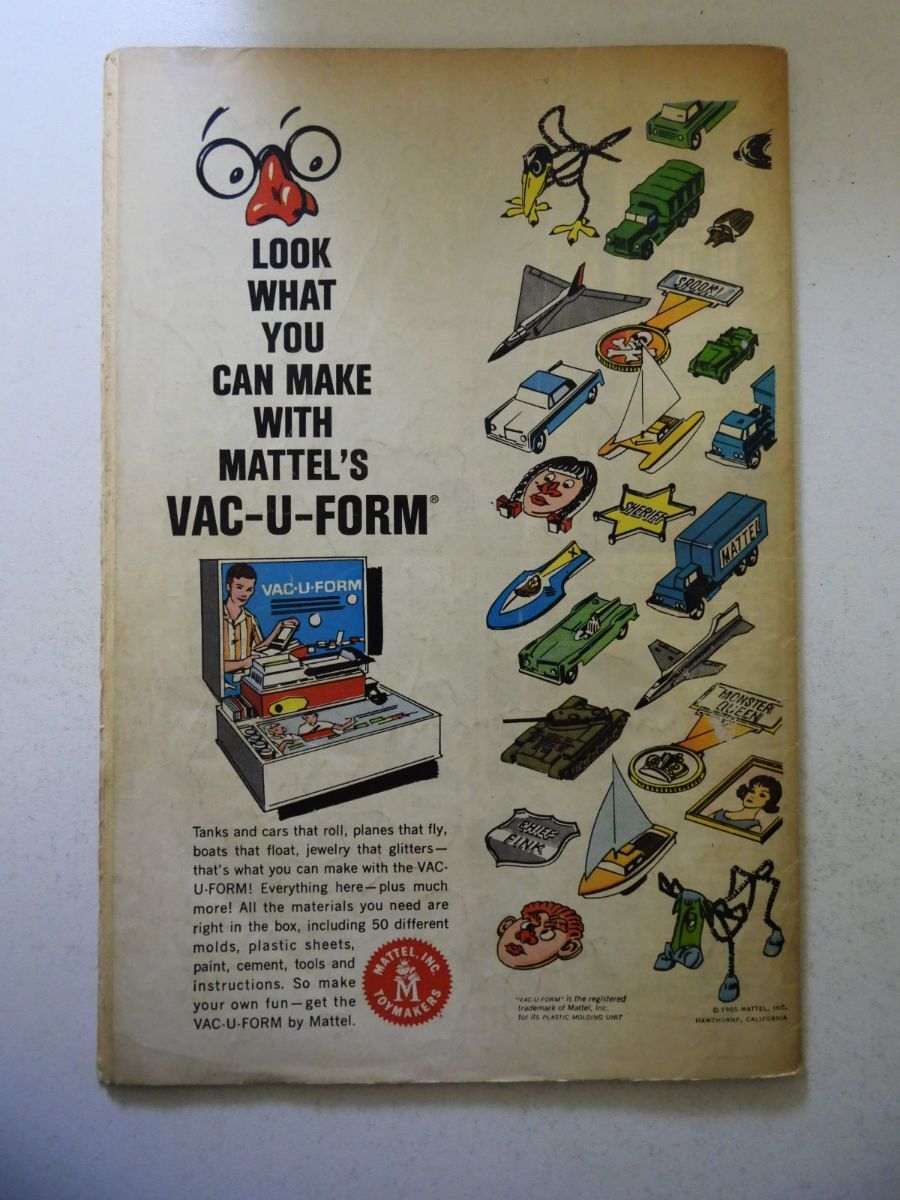 LOOK
WHAT
YOU
CAN MAKE
WITH
MATTEL'S
VAC-U-FORM®
VAC-U-FORM
Tanks and cars that roll, planes that fly,
boats that float, jewelry that glitters—
that's what you can make with the VAC-
U-FORM! Everything here—plus much
more! All the materials you need are
right in the box, including 50 different
molds, plastic sheets,
paint, cement, tools and
instructions. So make
your own fun—get the
VAC-U-FORM by Mattel.
MATTEL, INC.
M
TOYMAKERS
SPOOK!
SHERIFF
MATTEL
X
MONSTER
QUEEN
CHIEF
FINK
"VAC-U-FORM" is the registered
trademark of Mattel, Inc.
for its PLASTIC MOLDING UNIT
© 1965 MATTEL, INC.
HAWTHORNE, CALIFORNIA